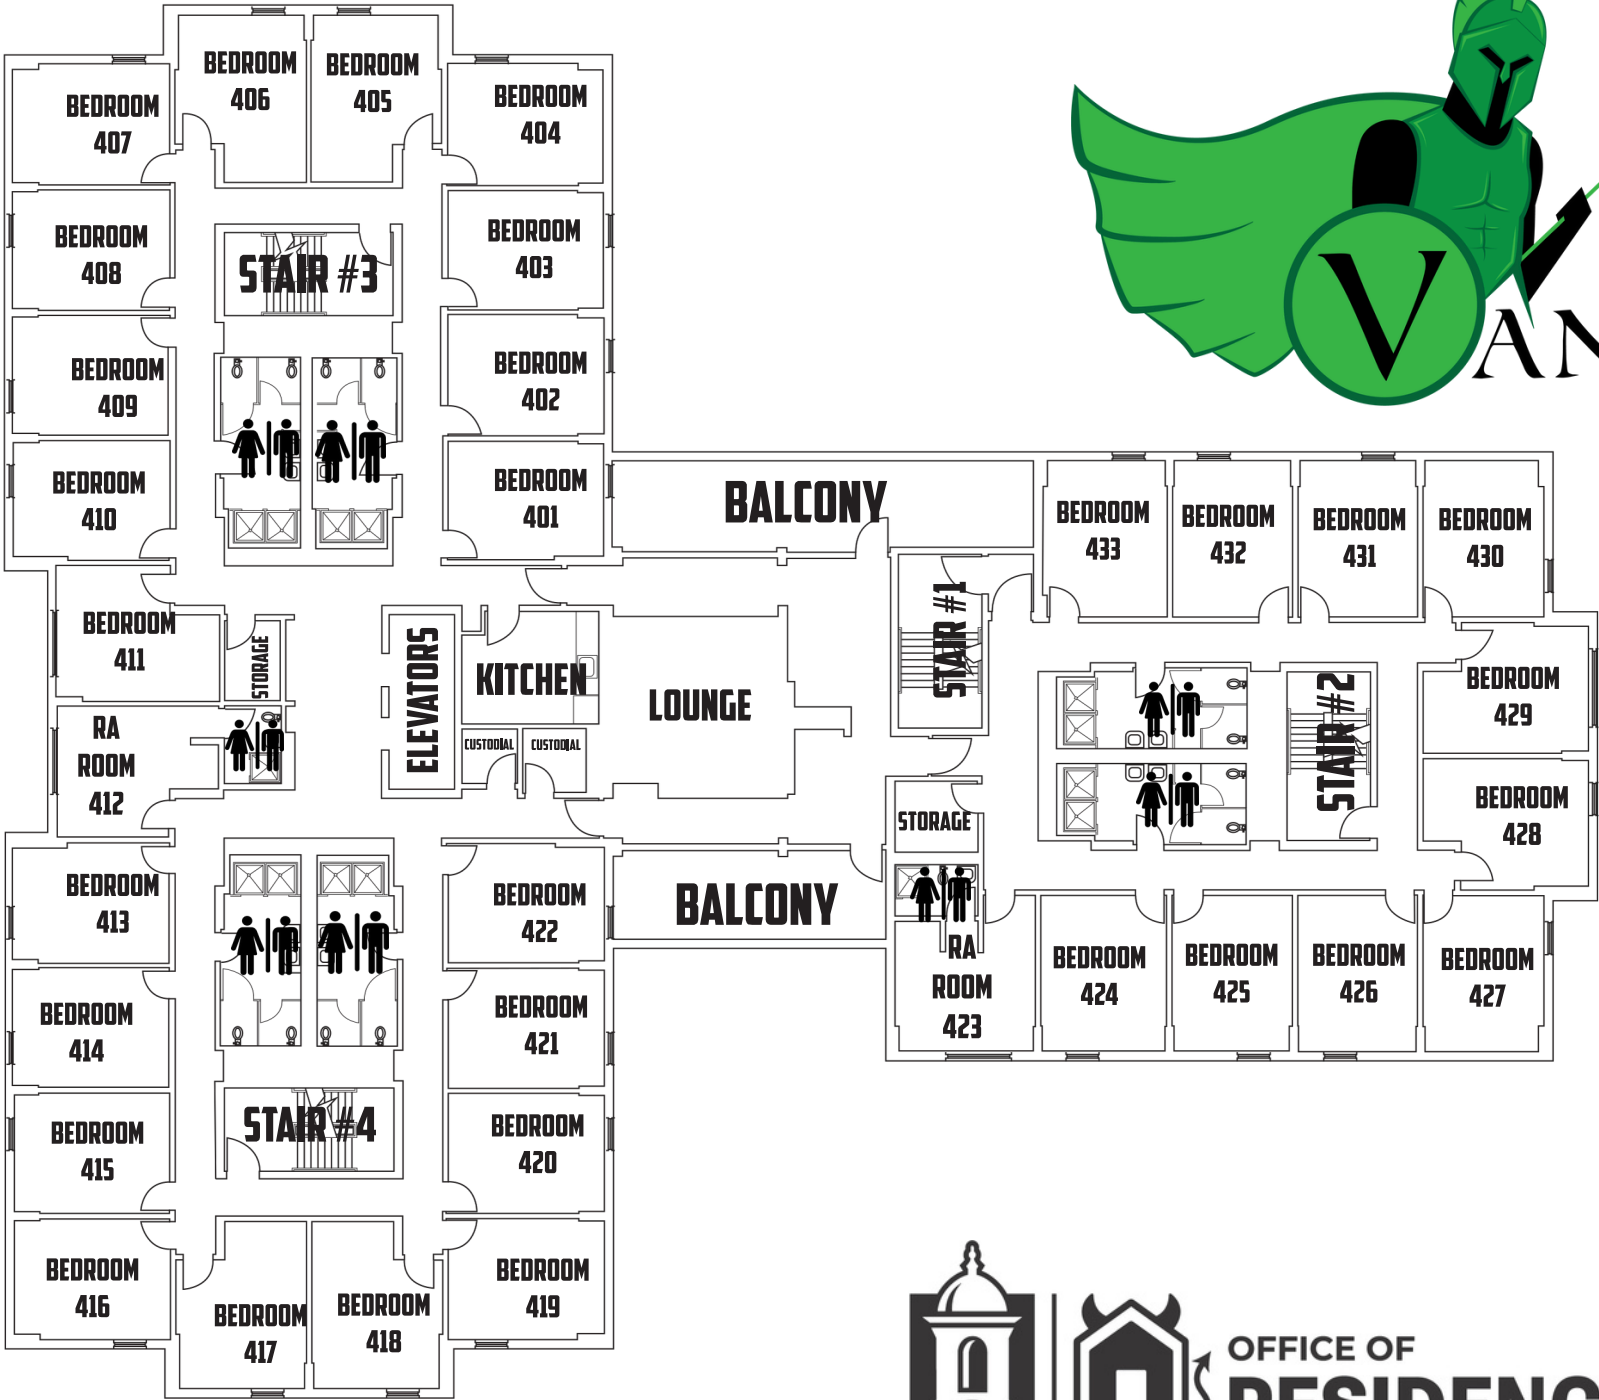 BEDROOM
406
BEDROOM
405
BEDROOM
407
BEDROOM
404
BEDROOM
408
STAIR #3
BEDROOM
403
BEDROOM
409
BEDROOM
402
BEDROOM
410
BEDROOM
401
BALCONY
BEDROOM
433
BEDROOM
432
BEDROOM
431
BEDROOM
430
V
AN
BEDROOM
411
STORAGE
ELEVATORS
KITCHEN
LOUNGE
STAIR #1
STAIR #2
BEDROOM
429
RA
ROOM
412
CUSTODIAL
CUSTODIAL
STORAGE
BEDROOM
428
BEDROOM
413
BEDROOM
422
BALCONY
RA
ROOM
423
BEDROOM
424
BEDROOM
425
BEDROOM
426
BEDROOM
427
BEDROOM
414
BEDROOM
421
BEDROOM
415
STAIR #4
BEDROOM
420
BEDROOM
416
BEDROOM
417
BEDROOM
418
BEDROOM
419
OFFICE OF